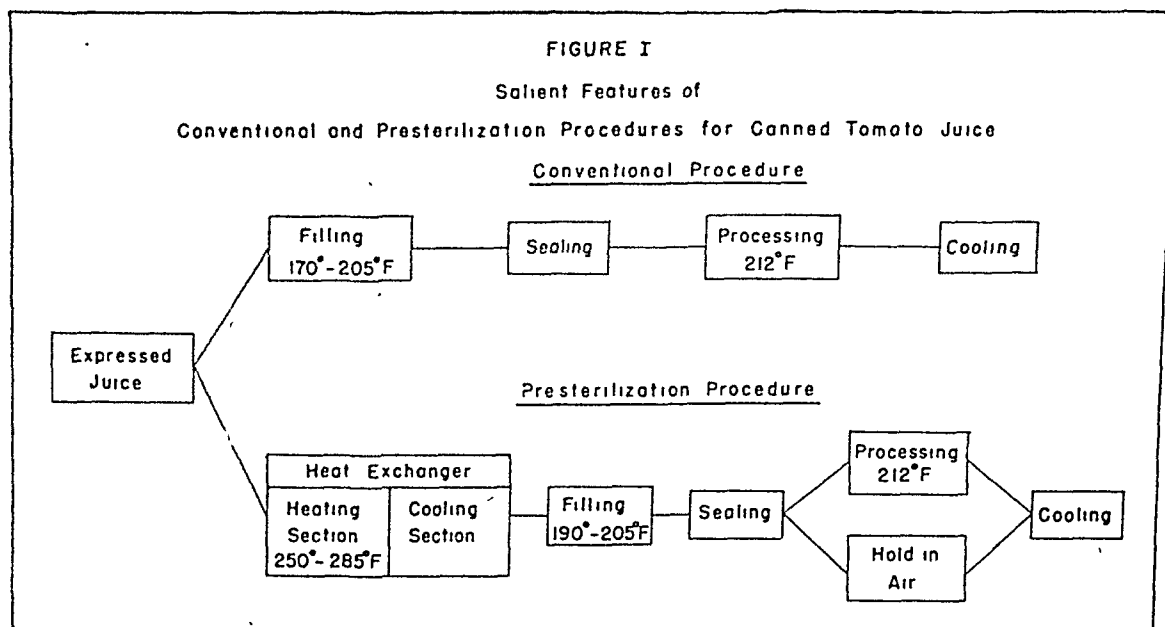 FIGURE I
Salient Features of
Conventional and Presterilization Procedures for Canned Tomato Juice
Conventional Procedure
Filling
170°-205°F
Sealing
Processing
212°F
Cooling
Expressed
Juice
Presterilization Procedure
Heat Exchanger
Heating
Section
250°-285°F
Cooling
Section
Filling
190°-205°F
Sealing
Processing
212°F
Hold in
Air
Cooling